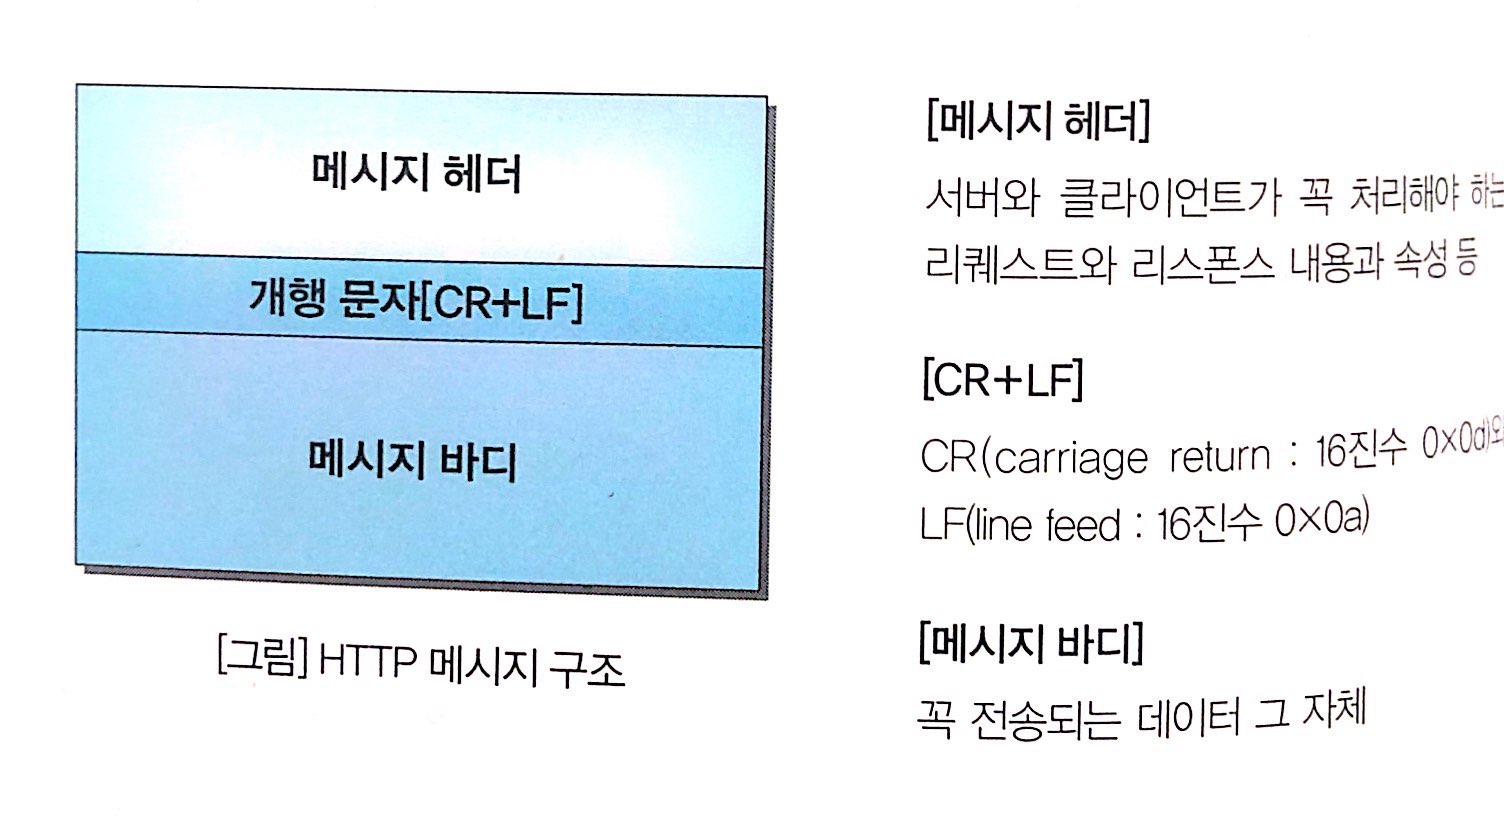 메시지 헤더
개행 문자[CR+LF]
메시지 바디
[그림] HTTP 메시지 구조
[메시지 헤더]
서버와 클라이언트가 꼭 처리해야 하는
리퀘스트와 리스폰스 내용과 속성 등
[CR+LF]
CR(carriage return : 16진수 0×0d)와
LF(line feed : 16진수 0×0a)
[메시지 바디]
꼭 전송되는 데이터 그 자체